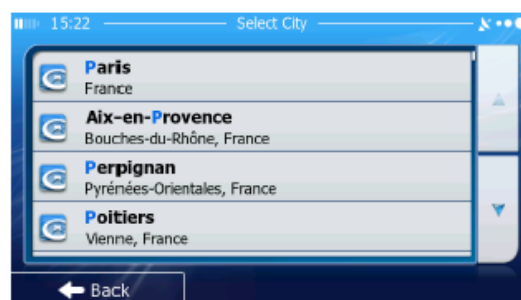 15:22 Select City
Paris
France
Aix-en-Provence
Bouches-du-Rhône, France
Perpignan
Pyrénées-Orientales, France
Poitiers
Vienne, France
Back